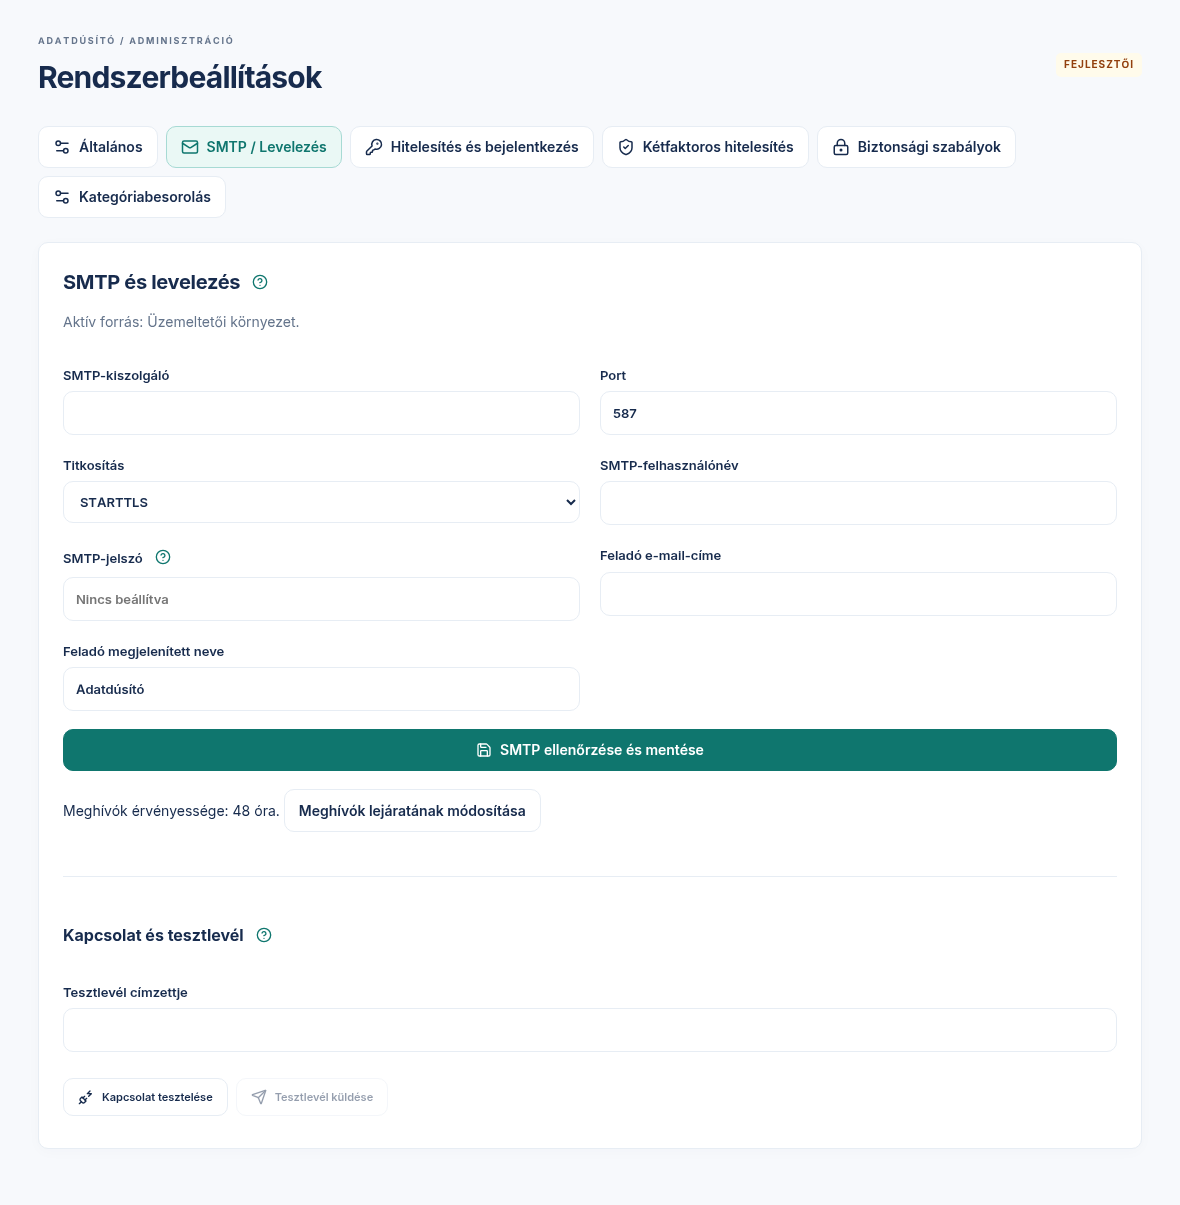 ADATDÚSÍTÓ / ADMINISZTRÁCIÓ
Rendszerbeállítások
FEJLESZTŐI
Általános
SMTP / Levelezés
Hitelesítés és bejelentkezés
Kétfaktoros hitelesítés
Biztonsági szabályok
Kategóriabesorolás
SMTP és levelezés
Aktív forrás: Üzemeltetői környezet.
SMTP-kiszolgáló
Port
587
Titkosítás
SMTP-felhasználónév
STARTTLS
SMTP-jelszó
Feladó e-mail-címe
Nincs beállítva
Feladó megjelenített neve
Adatdúsító
SMTP ellenőrzése és mentése
Meghívók érvényessége: 48 óra.
Meghívók lejáratának módosítása
Kapcsolat és tesztlevél
Tesztlevél címzettje
Kapcsolat tesztelése
Tesztlevél küldése